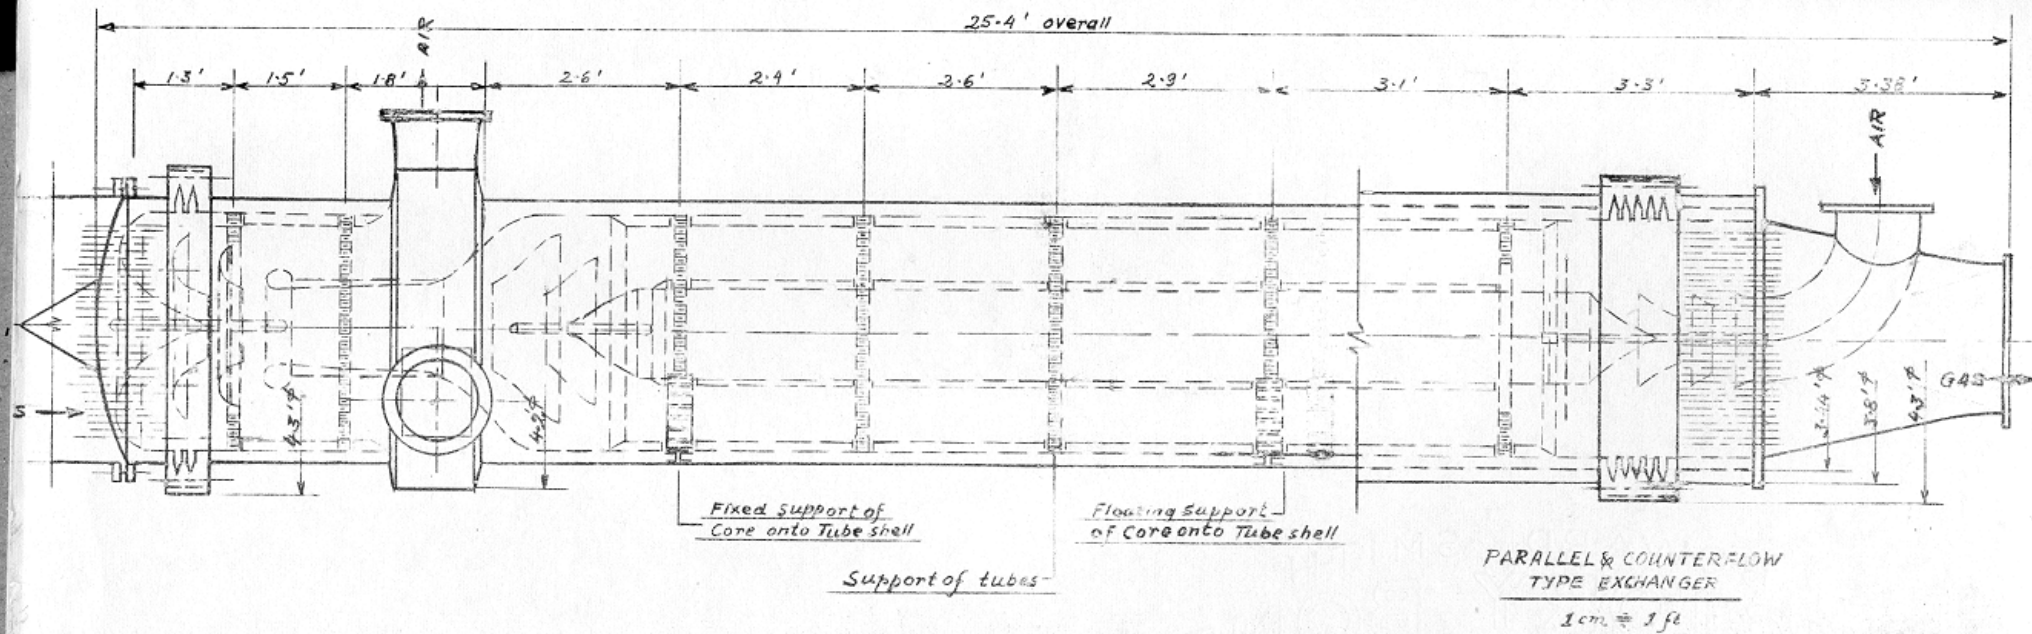 25·4' overall
AIR
1·3'
1·5'
1·8'
2·6'
2·4'
2·6'
2·9'
3·1'
3·3'
3·38'
AIR
GAS
S
4·3'φ
4·2'φ
3·44'φ
3·8'φ
4·3'φ
Fixed Support of
Core onto Tube shell
Floating Support
of Core onto Tube shell
Support of tubes
PARALLEL & COUNTERFLOW
TYPE EXCHANGER
1 cm = 1 ft